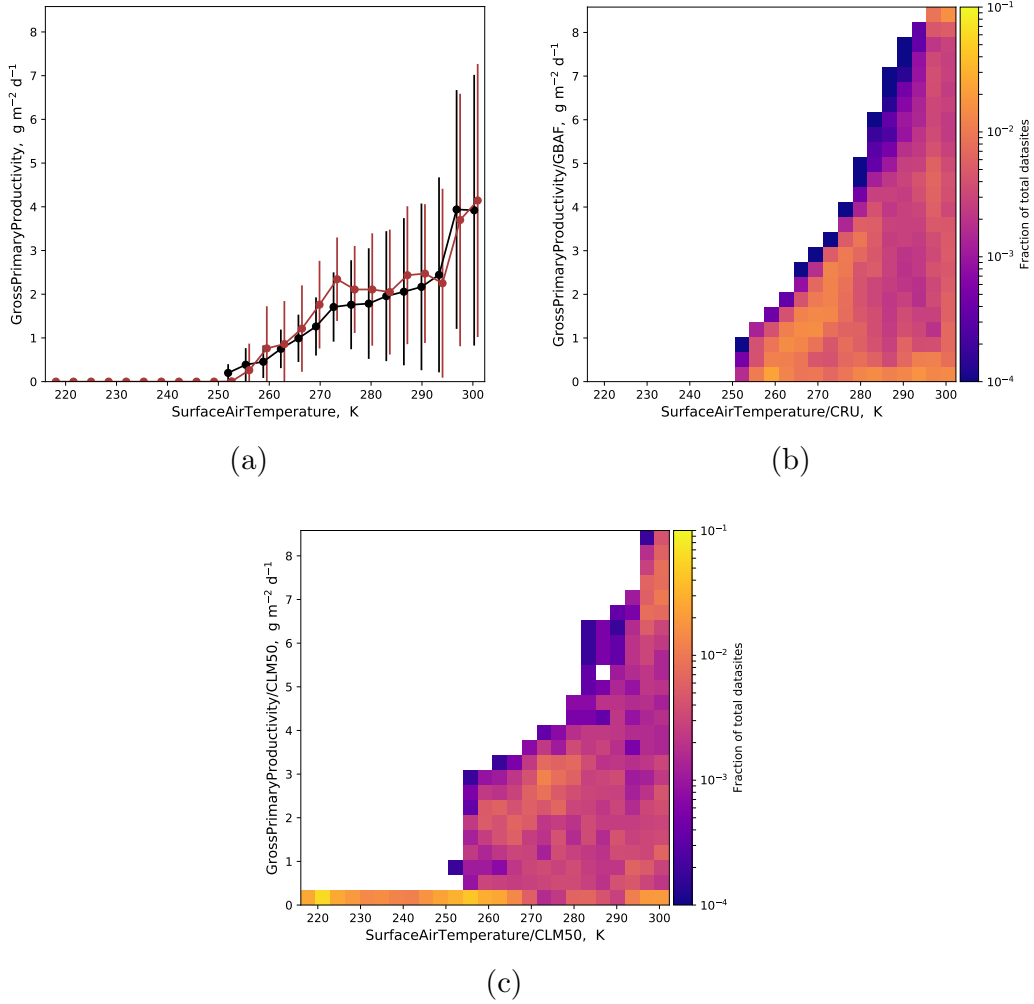 8
7
6
5
4
3
2
1
0
GrossPrimaryProductivity, g m⁻² d⁻¹
220 230 240 250 260 270 280 290 300
SurfaceAirTemperature, K
(a)
8
7
6
5
4
3
2
1
0
GrossPrimaryProductivity/GBAF, g m⁻² d⁻¹
220 230 240 250 260 270 280 290 300
SurfaceAirTemperature/CRU, K
10⁻¹
10⁻²
10⁻³
10⁻⁴
Fraction of total datasites
(b)
8
7
6
5
4
3
2
1
0
GrossPrimaryProductivity/CLM50, g m⁻² d⁻¹
220 230 240 250 260 270 280 290 300
SurfaceAirTemperature/CLM50, K
10⁻¹
10⁻²
10⁻³
10⁻⁴
Fraction of total datasites
(c)